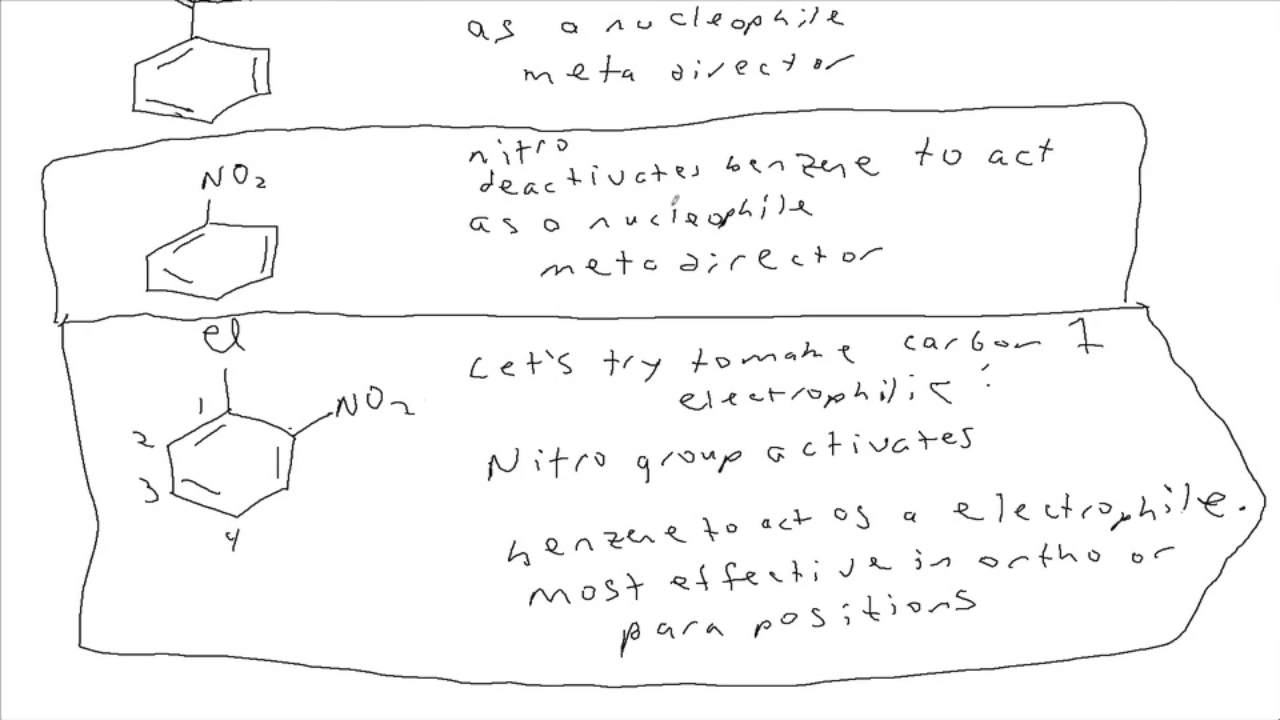 as a nucleophile
meta director
NO2
nitro
deactivates benzene to act
as a nucleophile
meta director
Cl
1
2
3
4
NO2
Let's try to make carbon 1
electrophilic!
Nitro group activates
benzene to act as a electrophile.
most effective in ortho or
para positions